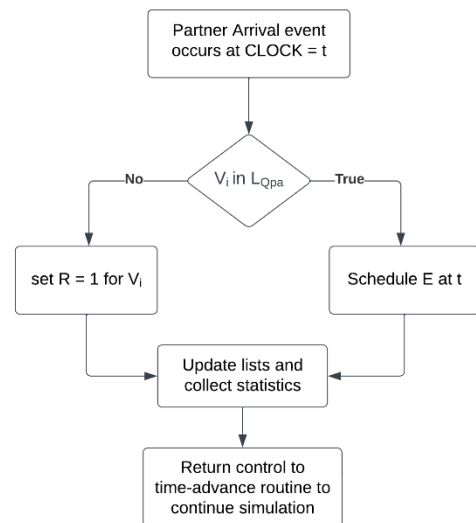 Partner Arrival event
occurs at CLOCK = t
No
Vi in LQpa
True
set R = 1 for Vi
Schedule E at t
Update lists and
collect statistics
Return control to
time-advance routine to
continue simulation